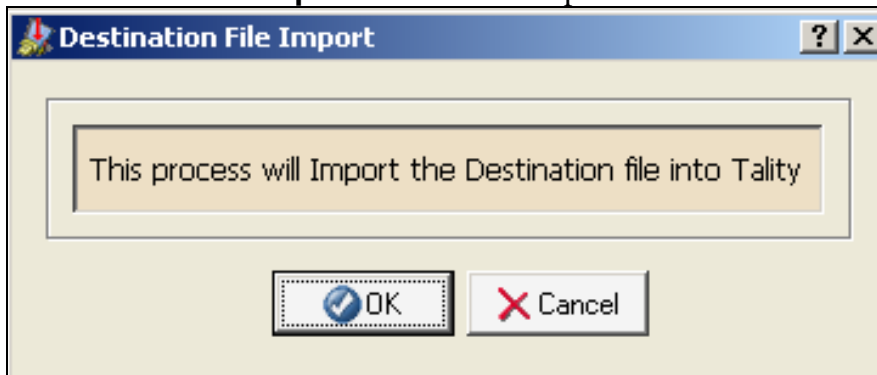 Destination File Import
This process will Import the Destination file into Tality
OK
Cancel